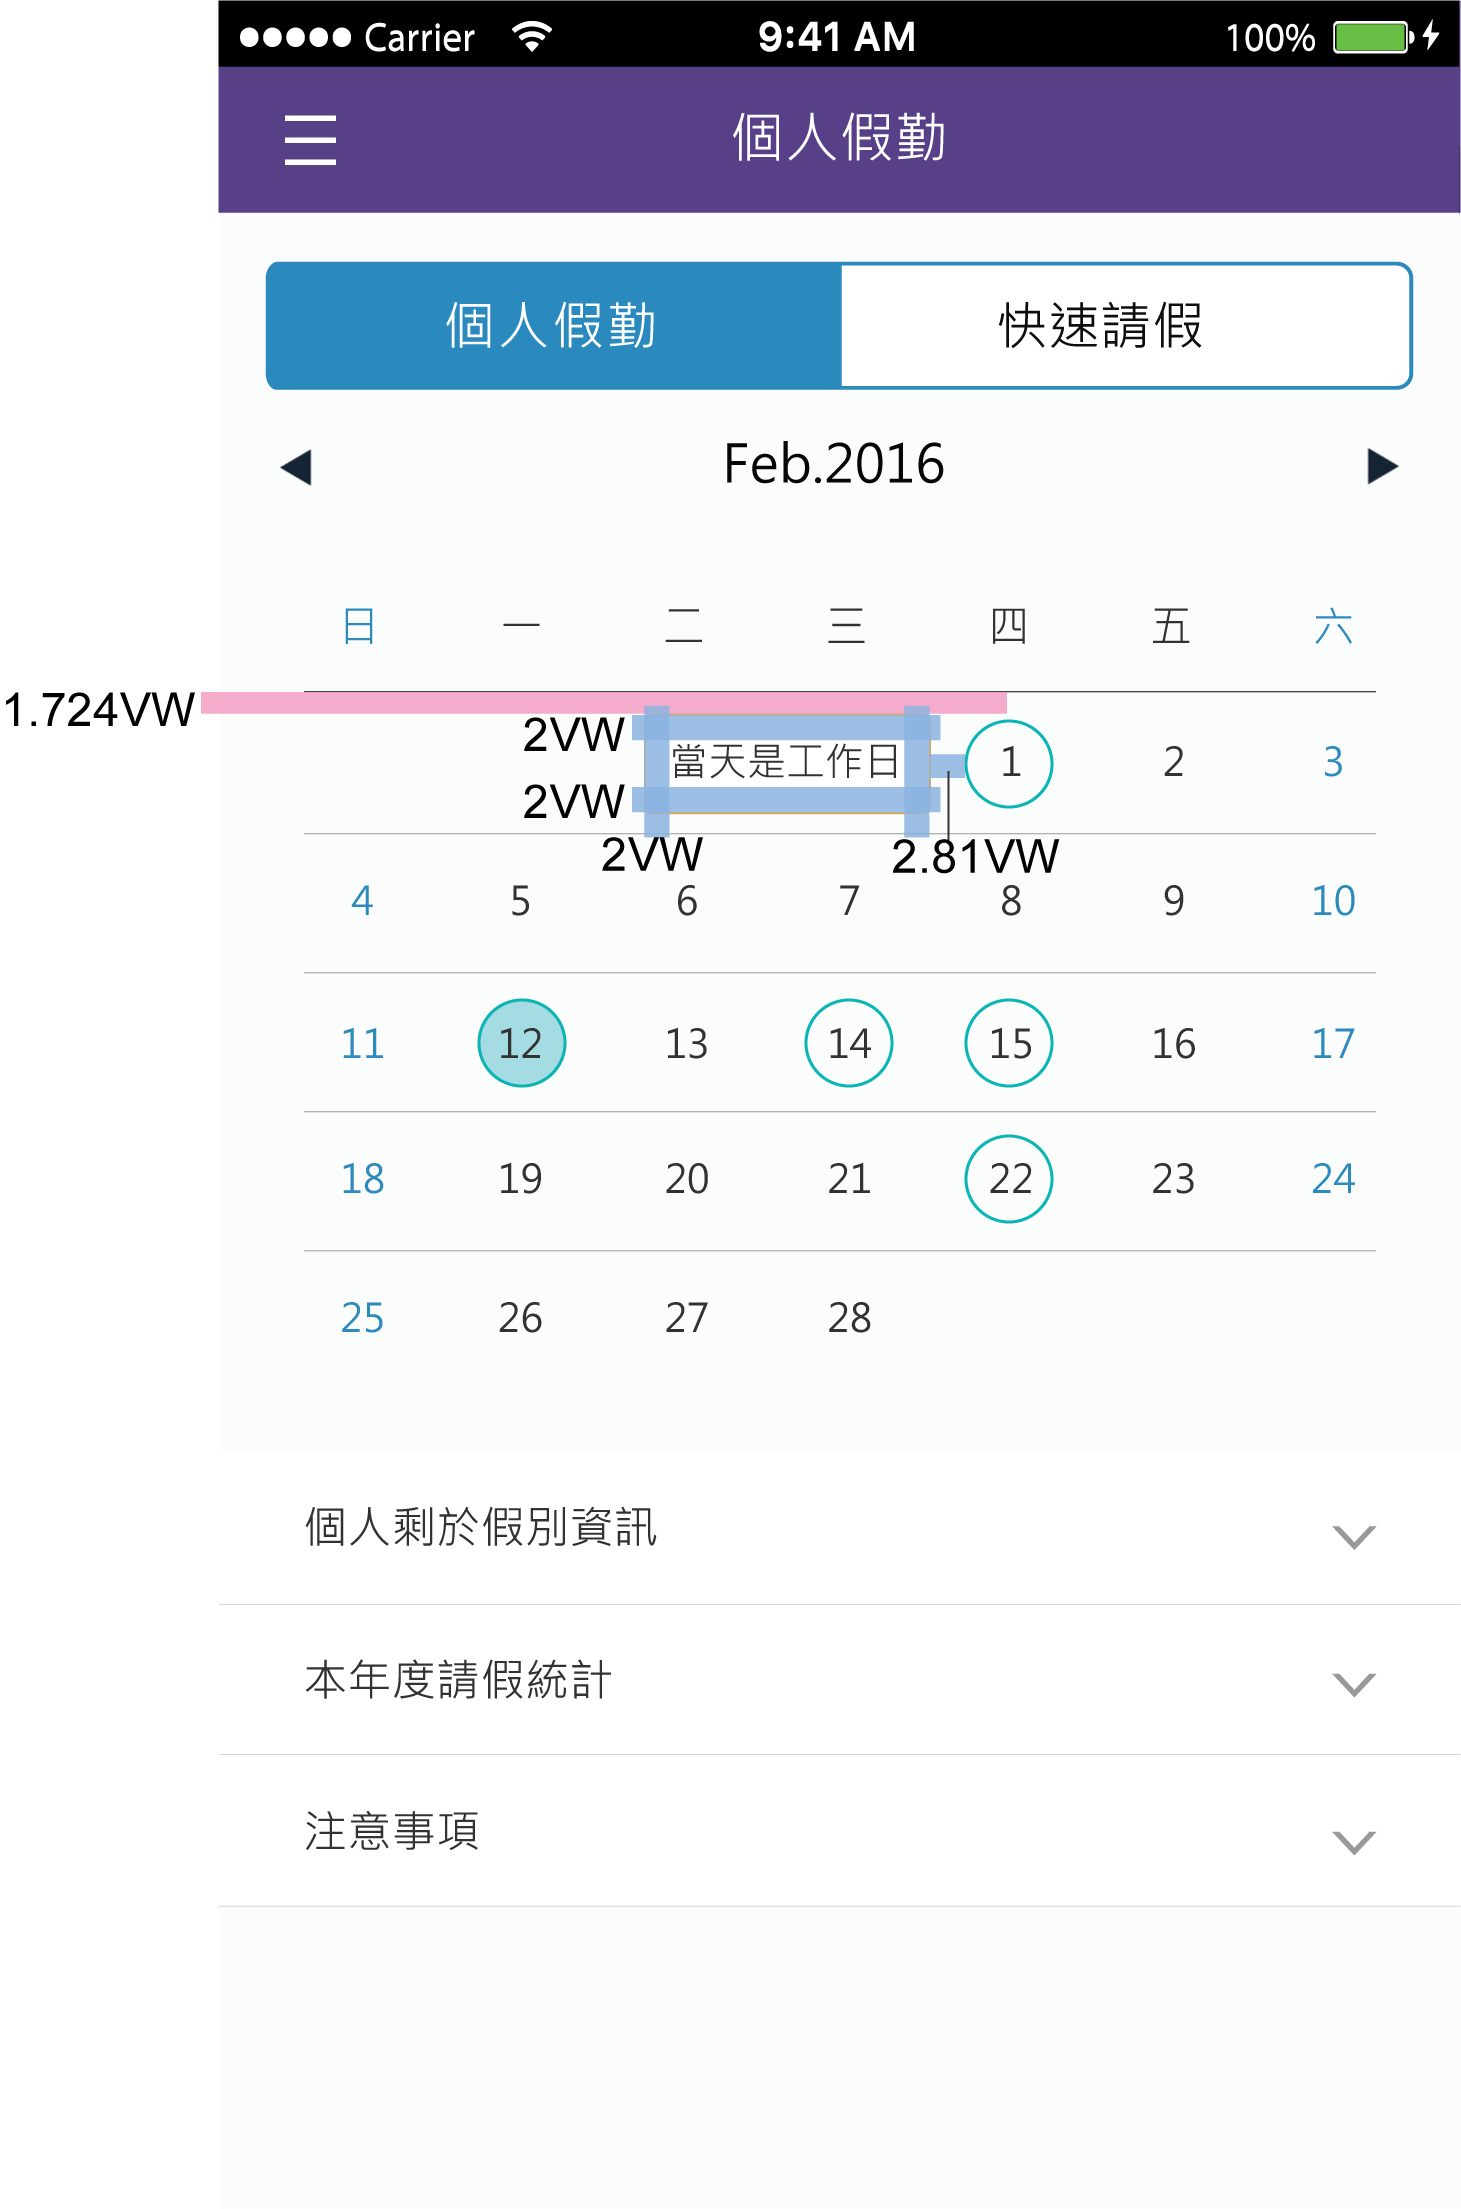 Carrier 9:41 AM 100%
個人假勤
個人假勤 快速請假
Feb.2016
日 一 二 三 四 五 六
1.724VW
2VW
當天是工作日 1 2 3
2VW
2VW 2.81VW
4 5 6 7 8 9 10
11 12 13 14 15 16 17
18 19 20 21 22 23 24
25 26 27 28
個人剩於假別資訊
本年度請假統計
注意事項